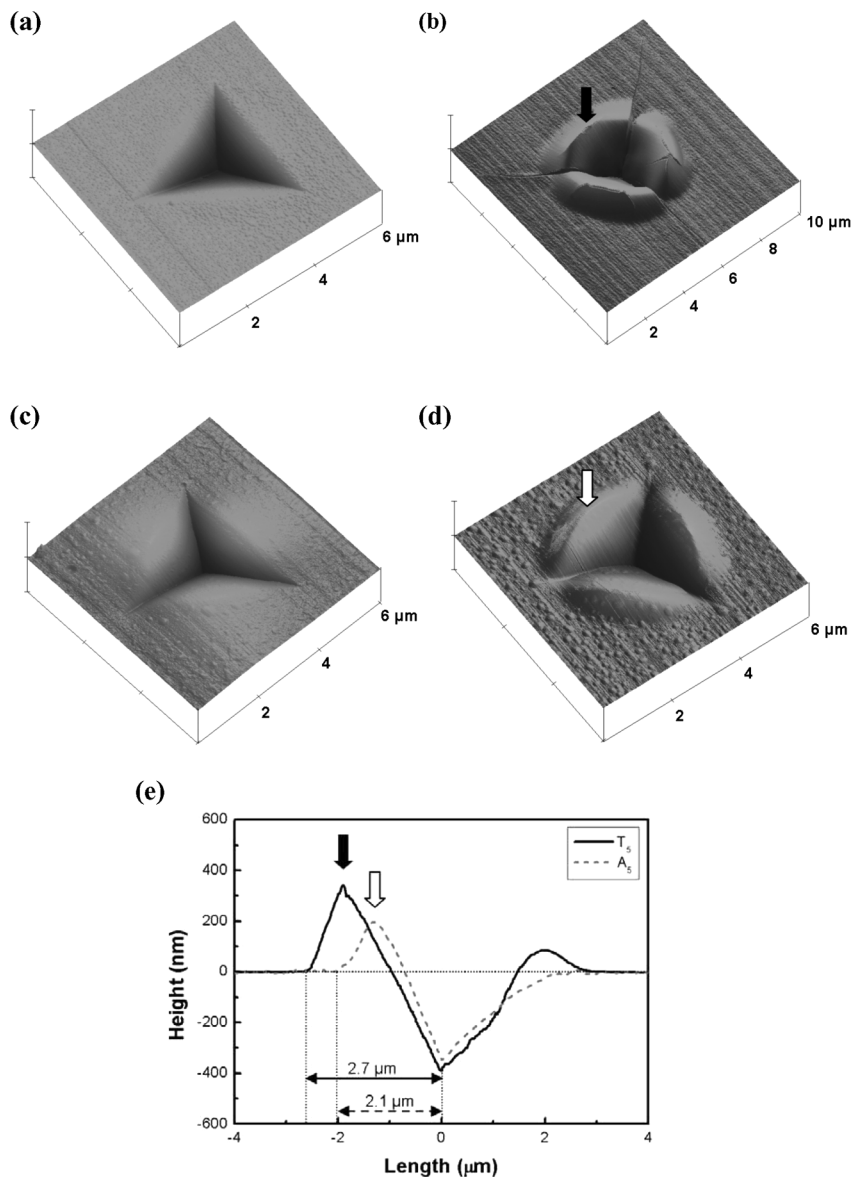 (a)
(b)
6 µm
4
2
10 µm
8
6
4
2
(c)
(d)
6 µm
4
2
6 µm
4
2
(e)
600
400
200
0
-200
-400
-600
Height (nm)
T5
A5
2.7 µm
2.1 µm
-4 -2 0 2 4
Length (µm)